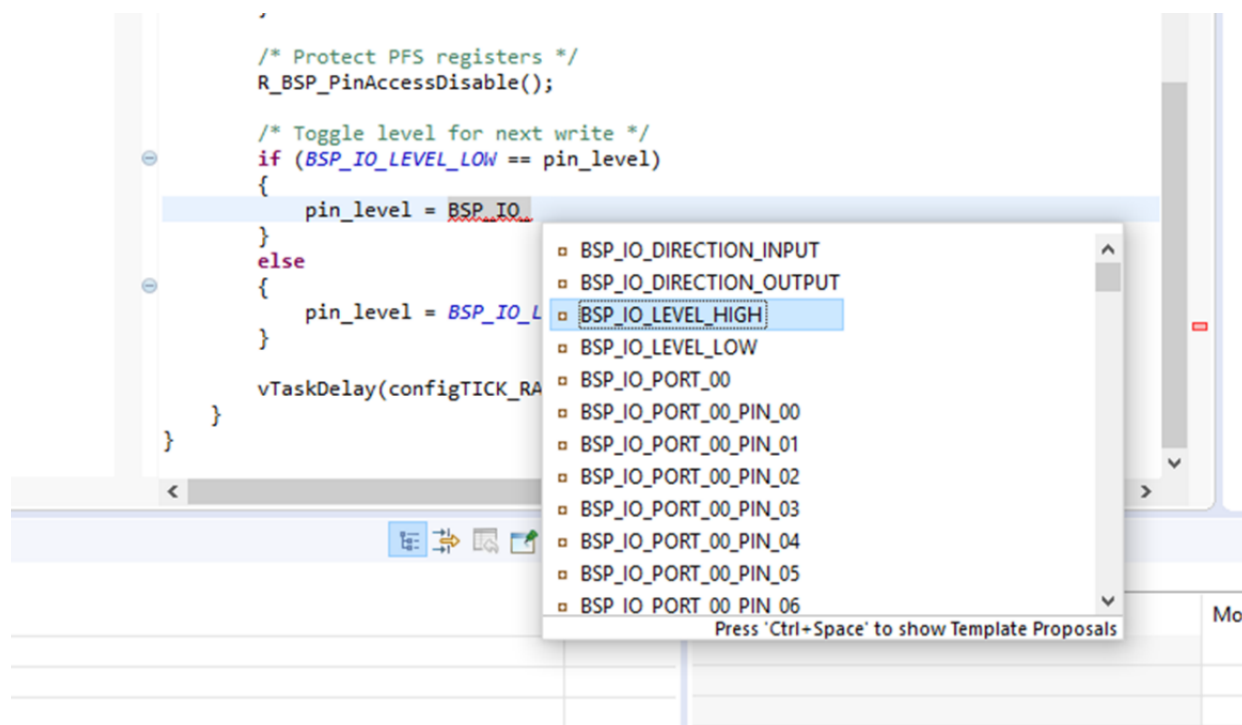 }
/* Protect PFS registers */
R_BSP_PinAccessDisable();
/* Toggle level for next write */
if (BSP_IO_LEVEL_LOW == pin_level)
{
pin_level = BSP_IO_
}
else
{
pin_level = BSP_IO_L
}
vTaskDelay(configTICK_RA
}
}
BSP_IO_DIRECTION_INPUT
BSP_IO_DIRECTION_OUTPUT
BSP_IO_LEVEL_HIGH
BSP_IO_LEVEL_LOW
BSP_IO_PORT_00
BSP_IO_PORT_00_PIN_00
BSP_IO_PORT_00_PIN_01
BSP_IO_PORT_00_PIN_02
BSP_IO_PORT_00_PIN_03
BSP_IO_PORT_00_PIN_04
BSP_IO_PORT_00_PIN_05
BSP_IO_PORT_00_PIN_06
Press 'Ctrl+Space' to show Template Proposals
Mo